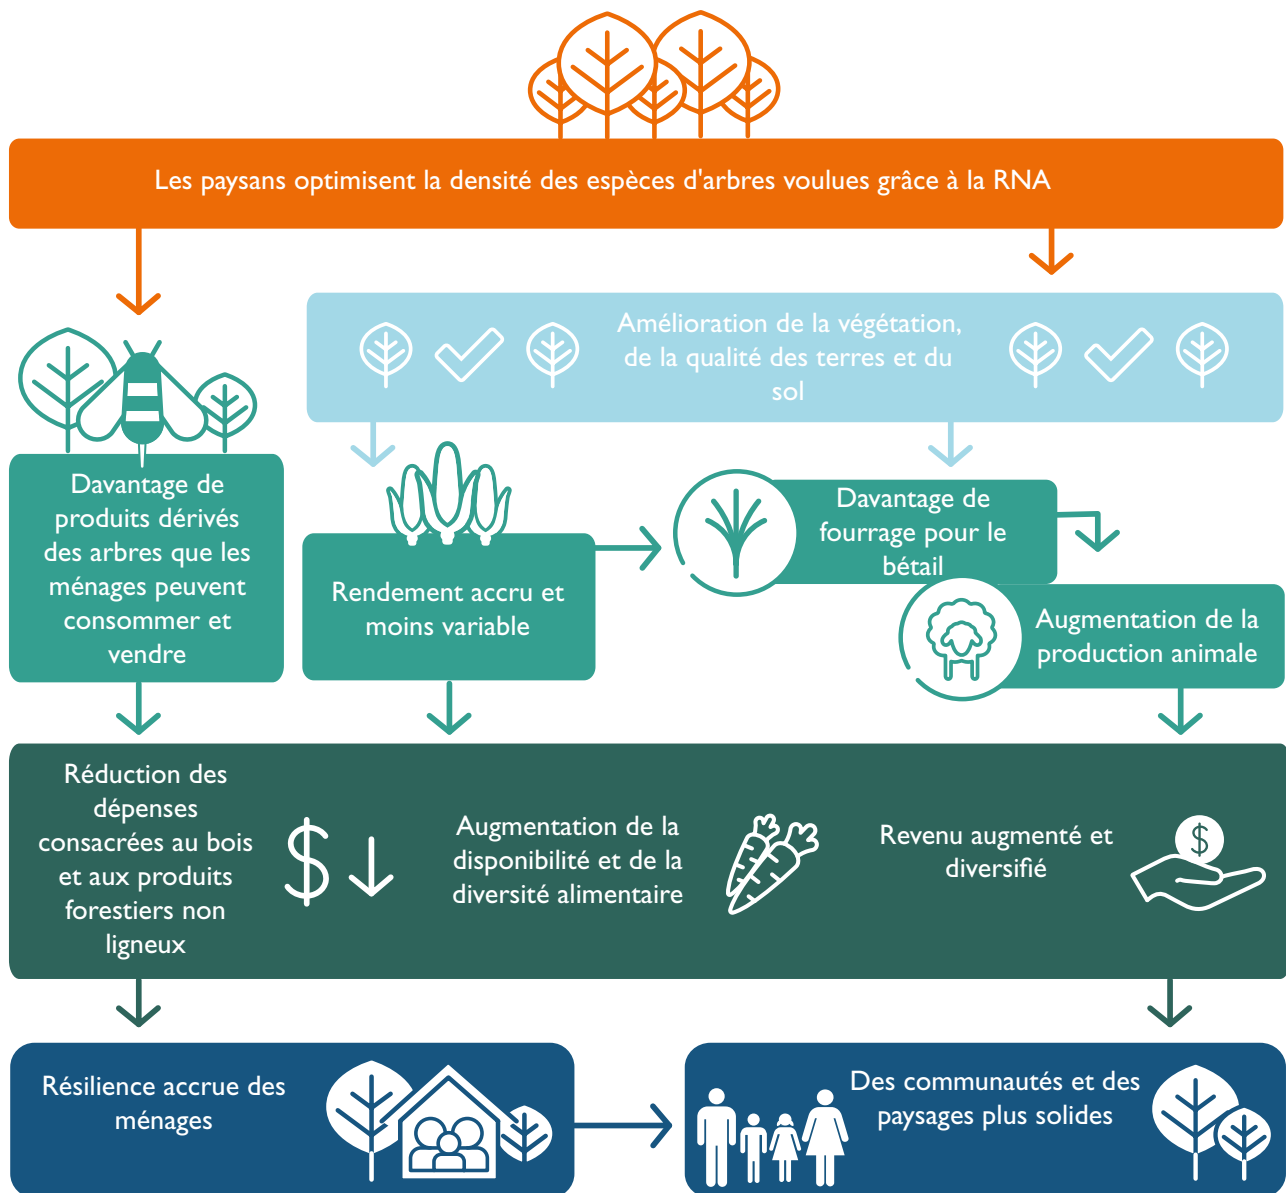 Les paysans optimisent la densité des espèces d'arbres voulues grâce à la RNA
Amélioration de la végétation,
de la qualité des terres et du
sol
Davantage de
produits dérivés
des arbres que les
ménages peuvent
consommer et
vendre
Rendement accru et
moins variable
Davantage de
fourrage pour le
bétail
Augmentation de la
production animale
Réduction des
dépenses
consacrées au bois
et aux produits
forestiers non
ligneux
$
Augmentation de la
disponibilité et de la
diversité alimentaire
Revenu augmenté et
diversifié
$
Résilience accrue des
ménages
Des communautés et des
paysages plus solides